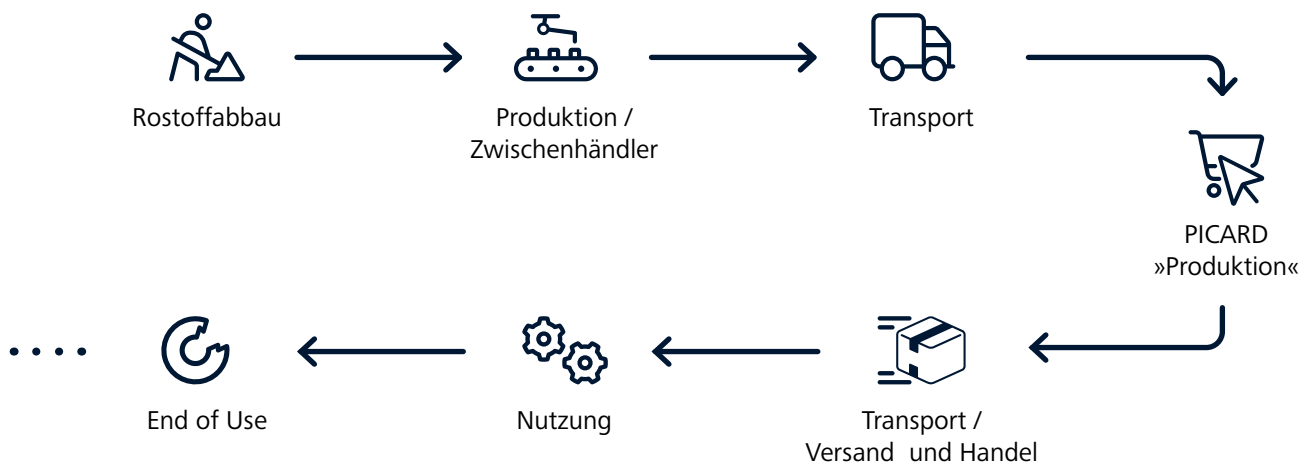 Rostoffabbau
Produktion /
Zwischenhändler
Transport
PICARD
»Produktion«
Transport /
Versand  und Handel
Nutzung
End of Use